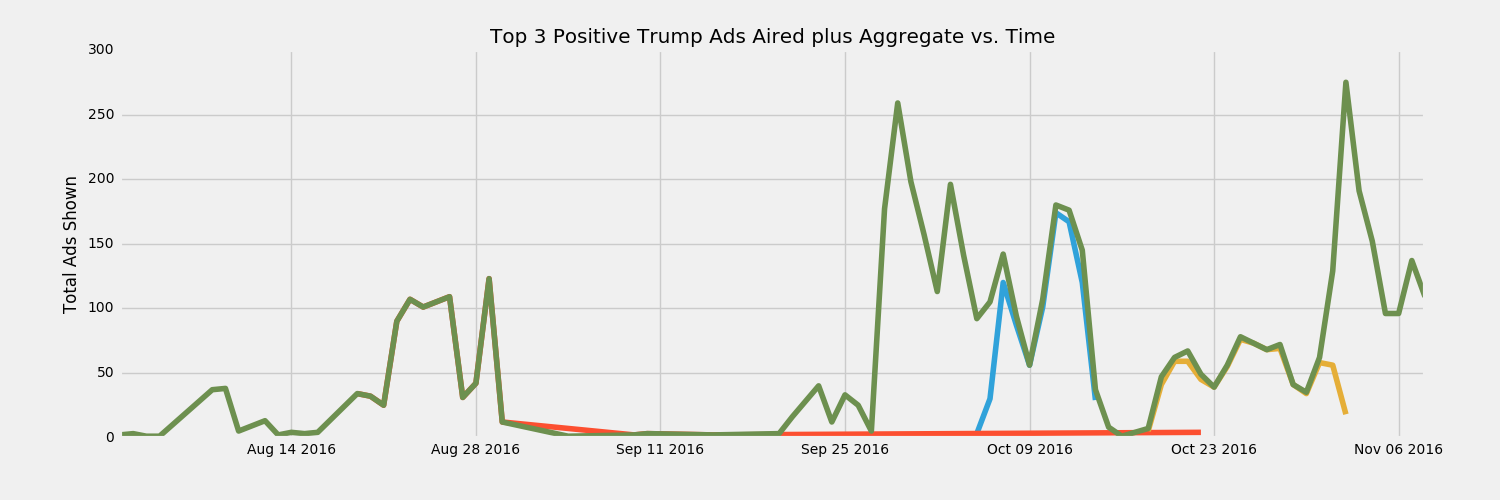 Top 3 Positive Trump Ads Aired plus Aggregate vs. Time
300
250
200
150
100
50
0
Total Ads Shown
Aug 14 2016 Aug 28 2016 Sep 11 2016 Sep 25 2016 Oct 09 2016 Oct 23 2016 Nov 06 2016